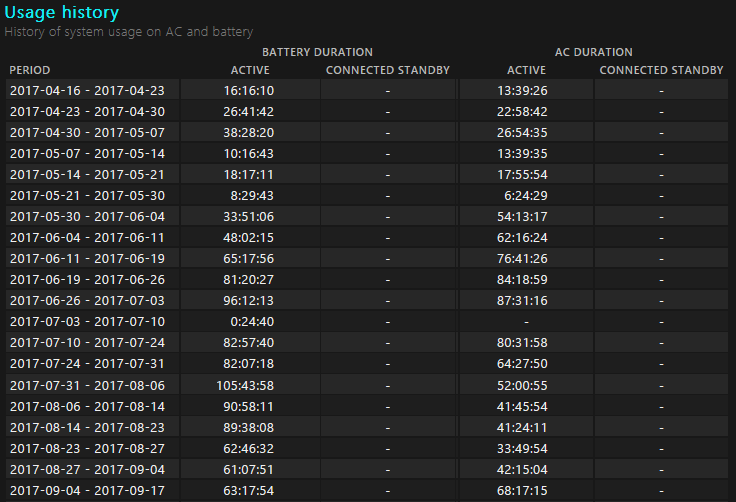 Usage history
History of system usage on AC and battery
BATTERY DURATION AC DURATION
PERIOD ACTIVE CONNECTED STANDBY ACTIVE CONNECTED STANDBY
2017-04-16 - 2017-04-23 16:16:10 - 13:39:26 -
2017-04-23 - 2017-04-30 26:41:42 - 22:58:42 -
2017-04-30 - 2017-05-07 38:28:20 - 26:54:35 -
2017-05-07 - 2017-05-14 10:16:43 - 13:39:35 -
2017-05-14 - 2017-05-21 18:17:11 - 17:55:54 -
2017-05-21 - 2017-05-30 8:29:43 - 6:24:29 -
2017-05-30 - 2017-06-04 33:51:06 - 54:13:17 -
2017-06-04 - 2017-06-11 48:02:15 - 62:16:24 -
2017-06-11 - 2017-06-19 65:17:56 - 76:41:26 -
2017-06-19 - 2017-06-26 81:20:27 - 84:18:59 -
2017-06-26 - 2017-07-03 96:12:13 - 87:31:16 -
2017-07-03 - 2017-07-10 0:24:40 - - -
2017-07-10 - 2017-07-24 82:57:40 - 80:31:58 -
2017-07-24 - 2017-07-31 82:07:18 - 64:27:50 -
2017-07-31 - 2017-08-06 105:43:58 - 52:00:55 -
2017-08-06 - 2017-08-14 90:58:11 - 41:45:54 -
2017-08-14 - 2017-08-23 89:38:08 - 41:24:11 -
2017-08-23 - 2017-08-27 62:46:32 - 33:49:54 -
2017-08-27 - 2017-09-04 61:07:51 - 42:15:04 -
2017-09-04 - 2017-09-17 63:17:54 - 68:17:15 -